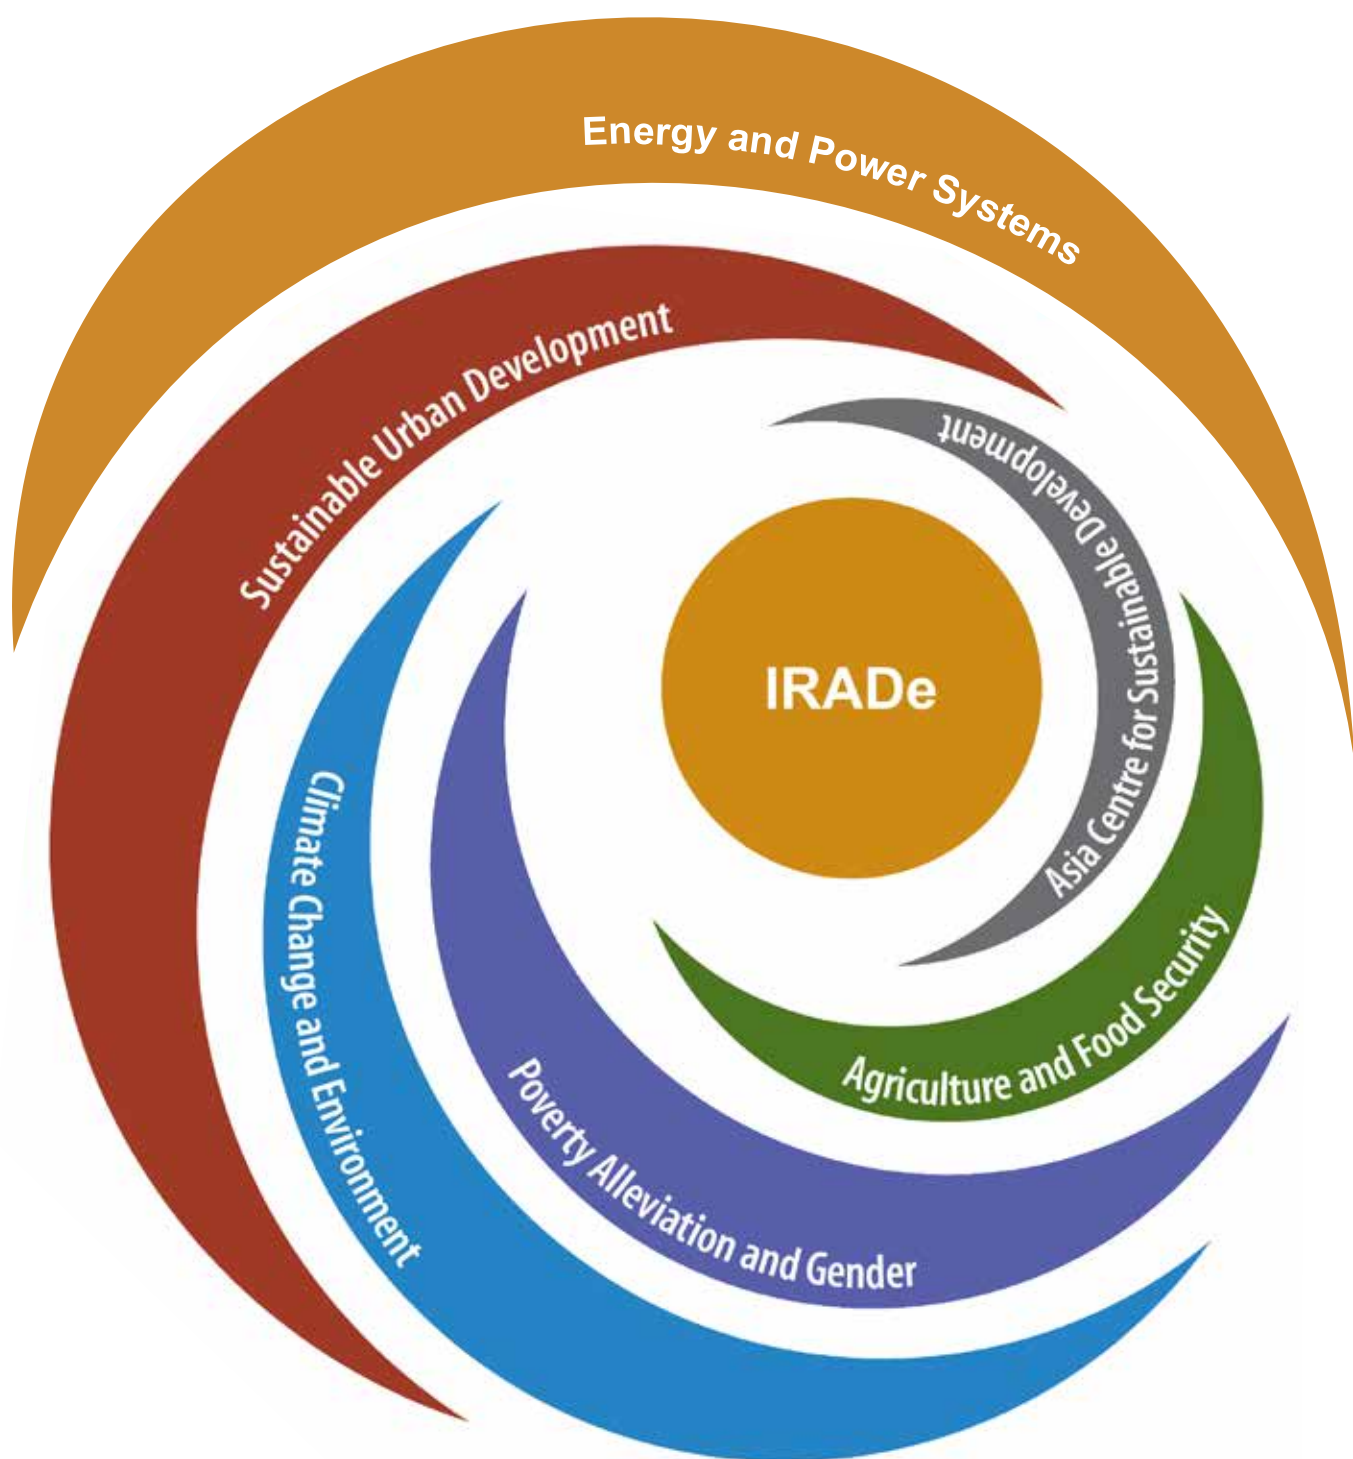 Energy and Power Systems
Sustainable Urban Development
Asia Centre for Sustainable Development
IRADe
Climate Change and Environment
Agriculture and Food Security
Poverty Alleviation and Gender